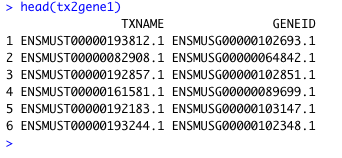 > head(tx2gene1)
TXNAME GENEID
1 ENSMUST00000193812.1 ENSMUSG00000102693.1
2 ENSMUST00000082908.1 ENSMUSG00000064842.1
3 ENSMUST00000192857.1 ENSMUSG00000102851.1
4 ENSMUST00000161581.1 ENSMUSG00000089699.1
5 ENSMUST00000192183.1 ENSMUSG00000103147.1
6 ENSMUST00000193244.1 ENSMUSG00000102348.1
>